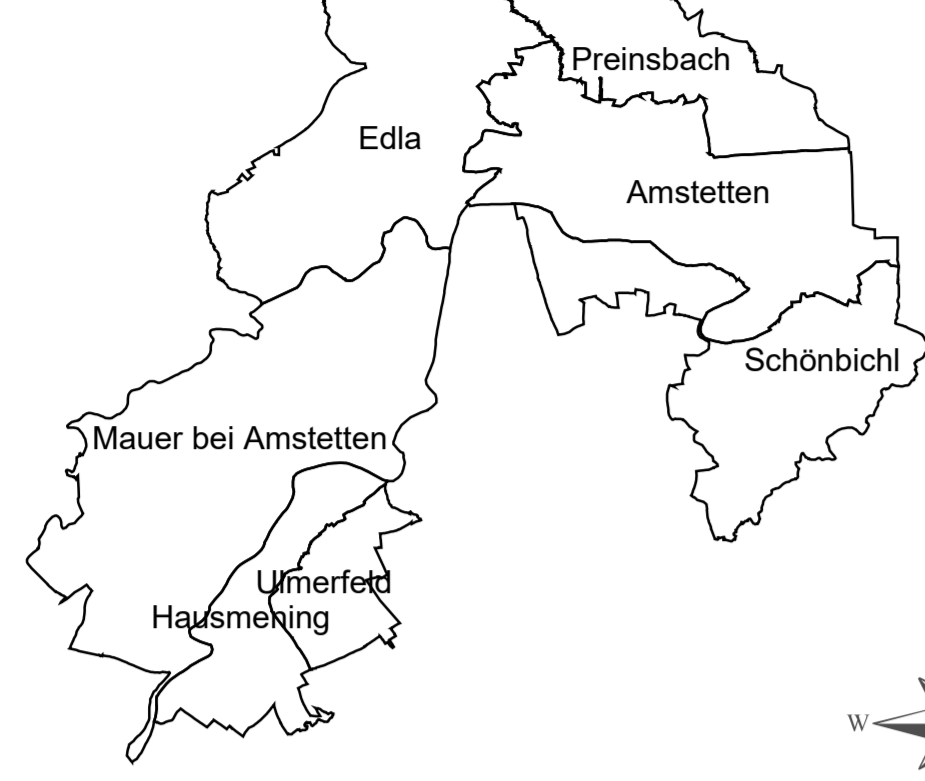 Preinsbach
Edla
Amstetten
Schönbichl
Mauer bei Amstetten
Ulmerfeld
Hausmening
W